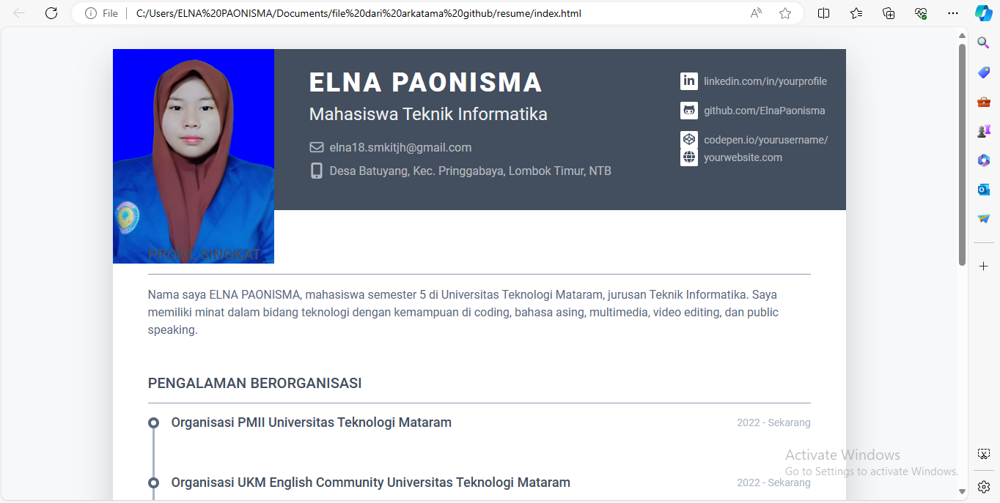 File
C:/Users/ELNA%20PAONISMA/Documents/file%20dari%20arkatama%20github/resume/index.html
ELNA PAONISMA
Mahasiswa Teknik Informatika
elna18.smkitjh@gmail.com
Desa Batuyang, Kec. Pringgabaya, Lombok Timur, NTB
linkedin.com/in/yourprofile
github.com/ElnaPaonisma
codepen.io/yourusername/
yourwebsite.com
PROFIL SINGKAT
Nama saya ELNA PAONISMA, mahasiswa semester 5 di Universitas Teknologi Mataram, jurusan Teknik Informatika. Saya
memiliki minat dalam bidang teknologi dengan kemampuan di coding, bahasa asing, multimedia, video editing, dan public
speaking.
PENGALAMAN BERORGANISASI
Organisasi PMII Universitas Teknologi Mataram
2022 - Sekarang
Organisasi UKM English Community Universitas Teknologi Mataram
2022 - Sekarang
Activate Windows
Go to Settings to activate Windows.